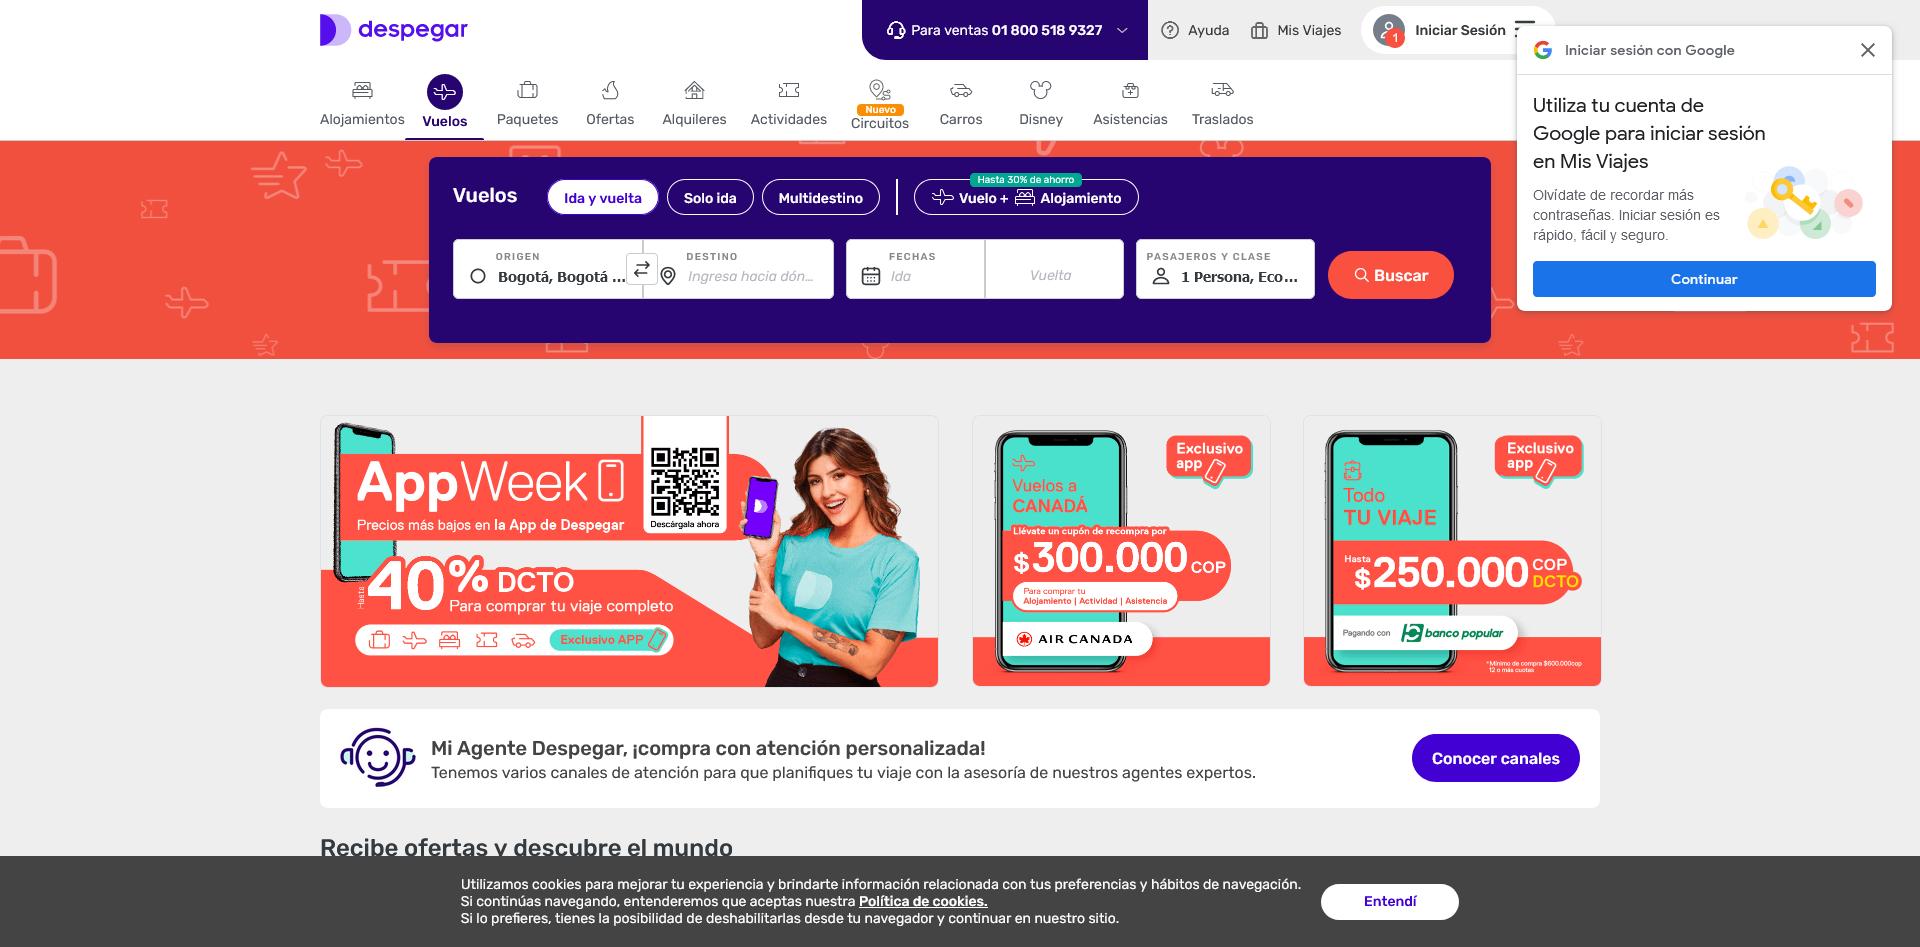 despegar
Para ventas 01 800 518 9327
Ayuda
Mis Viajes
1
Iniciar Sesión
Alojamientos
Vuelos
Paquetes
Ofertas
Alquileres
Actividades
Nuevo
Circuitos
Carros
Disney
Asistencias
Traslados
Iniciar sesión con Google
Utiliza tu cuenta de
Google para iniciar sesión
en Mis Viajes
Olvídate de recordar más
contraseñas. Iniciar sesión es
rápido, fácil y seguro.
Continuar
Vuelos
Ida y vuelta
Solo ida
Multidestino
Hasta 30% de ahorro
Vuelo + Alojamiento
ORIGEN
Bogotá, Bogotá ...
DESTINO
Ingresa hacia dón...
FECHAS
Ida
Vuelta
PASAJEROS Y CLASE
1 Persona, Eco...
Buscar
AppWeek
Precios más bajos en la App de Despegar
Descárgala ahora
Hasta 40% DCTO
Para comprar tu viaje completo
Exclusivo APP
Exclusivo
app
Vuelos a
CANADÁ
Llévate un cupón de recompra por
$300.000 COP
Para comprar tu
Alojamiento | Actividad | Asistencia
AIR CANADA
Exclusivo
app
Todo
TU VIAJE
Hasta
$250.000 COP
DCTO
Pagando con banco popular
*Mínimo de compra $600.000cop
12 o más cuotas
Mi Agente Despegar, ¡compra con atención personalizada!
Tenemos varios canales de atención para que planifiques tu viaje con la asesoría de nuestros agentes expertos.
Conocer canales
Recibe ofertas y descubre el mundo
Utilizamos cookies para mejorar tu experiencia y brindarte información relacionada con tus preferencias y hábitos de navegación.
Si continúas navegando, entenderemos que aceptas nuestra Política de cookies.
Si lo prefieres, tienes la posibilidad de deshabilitarlas desde tu navegador y continuar en nuestro sitio.
Entendí